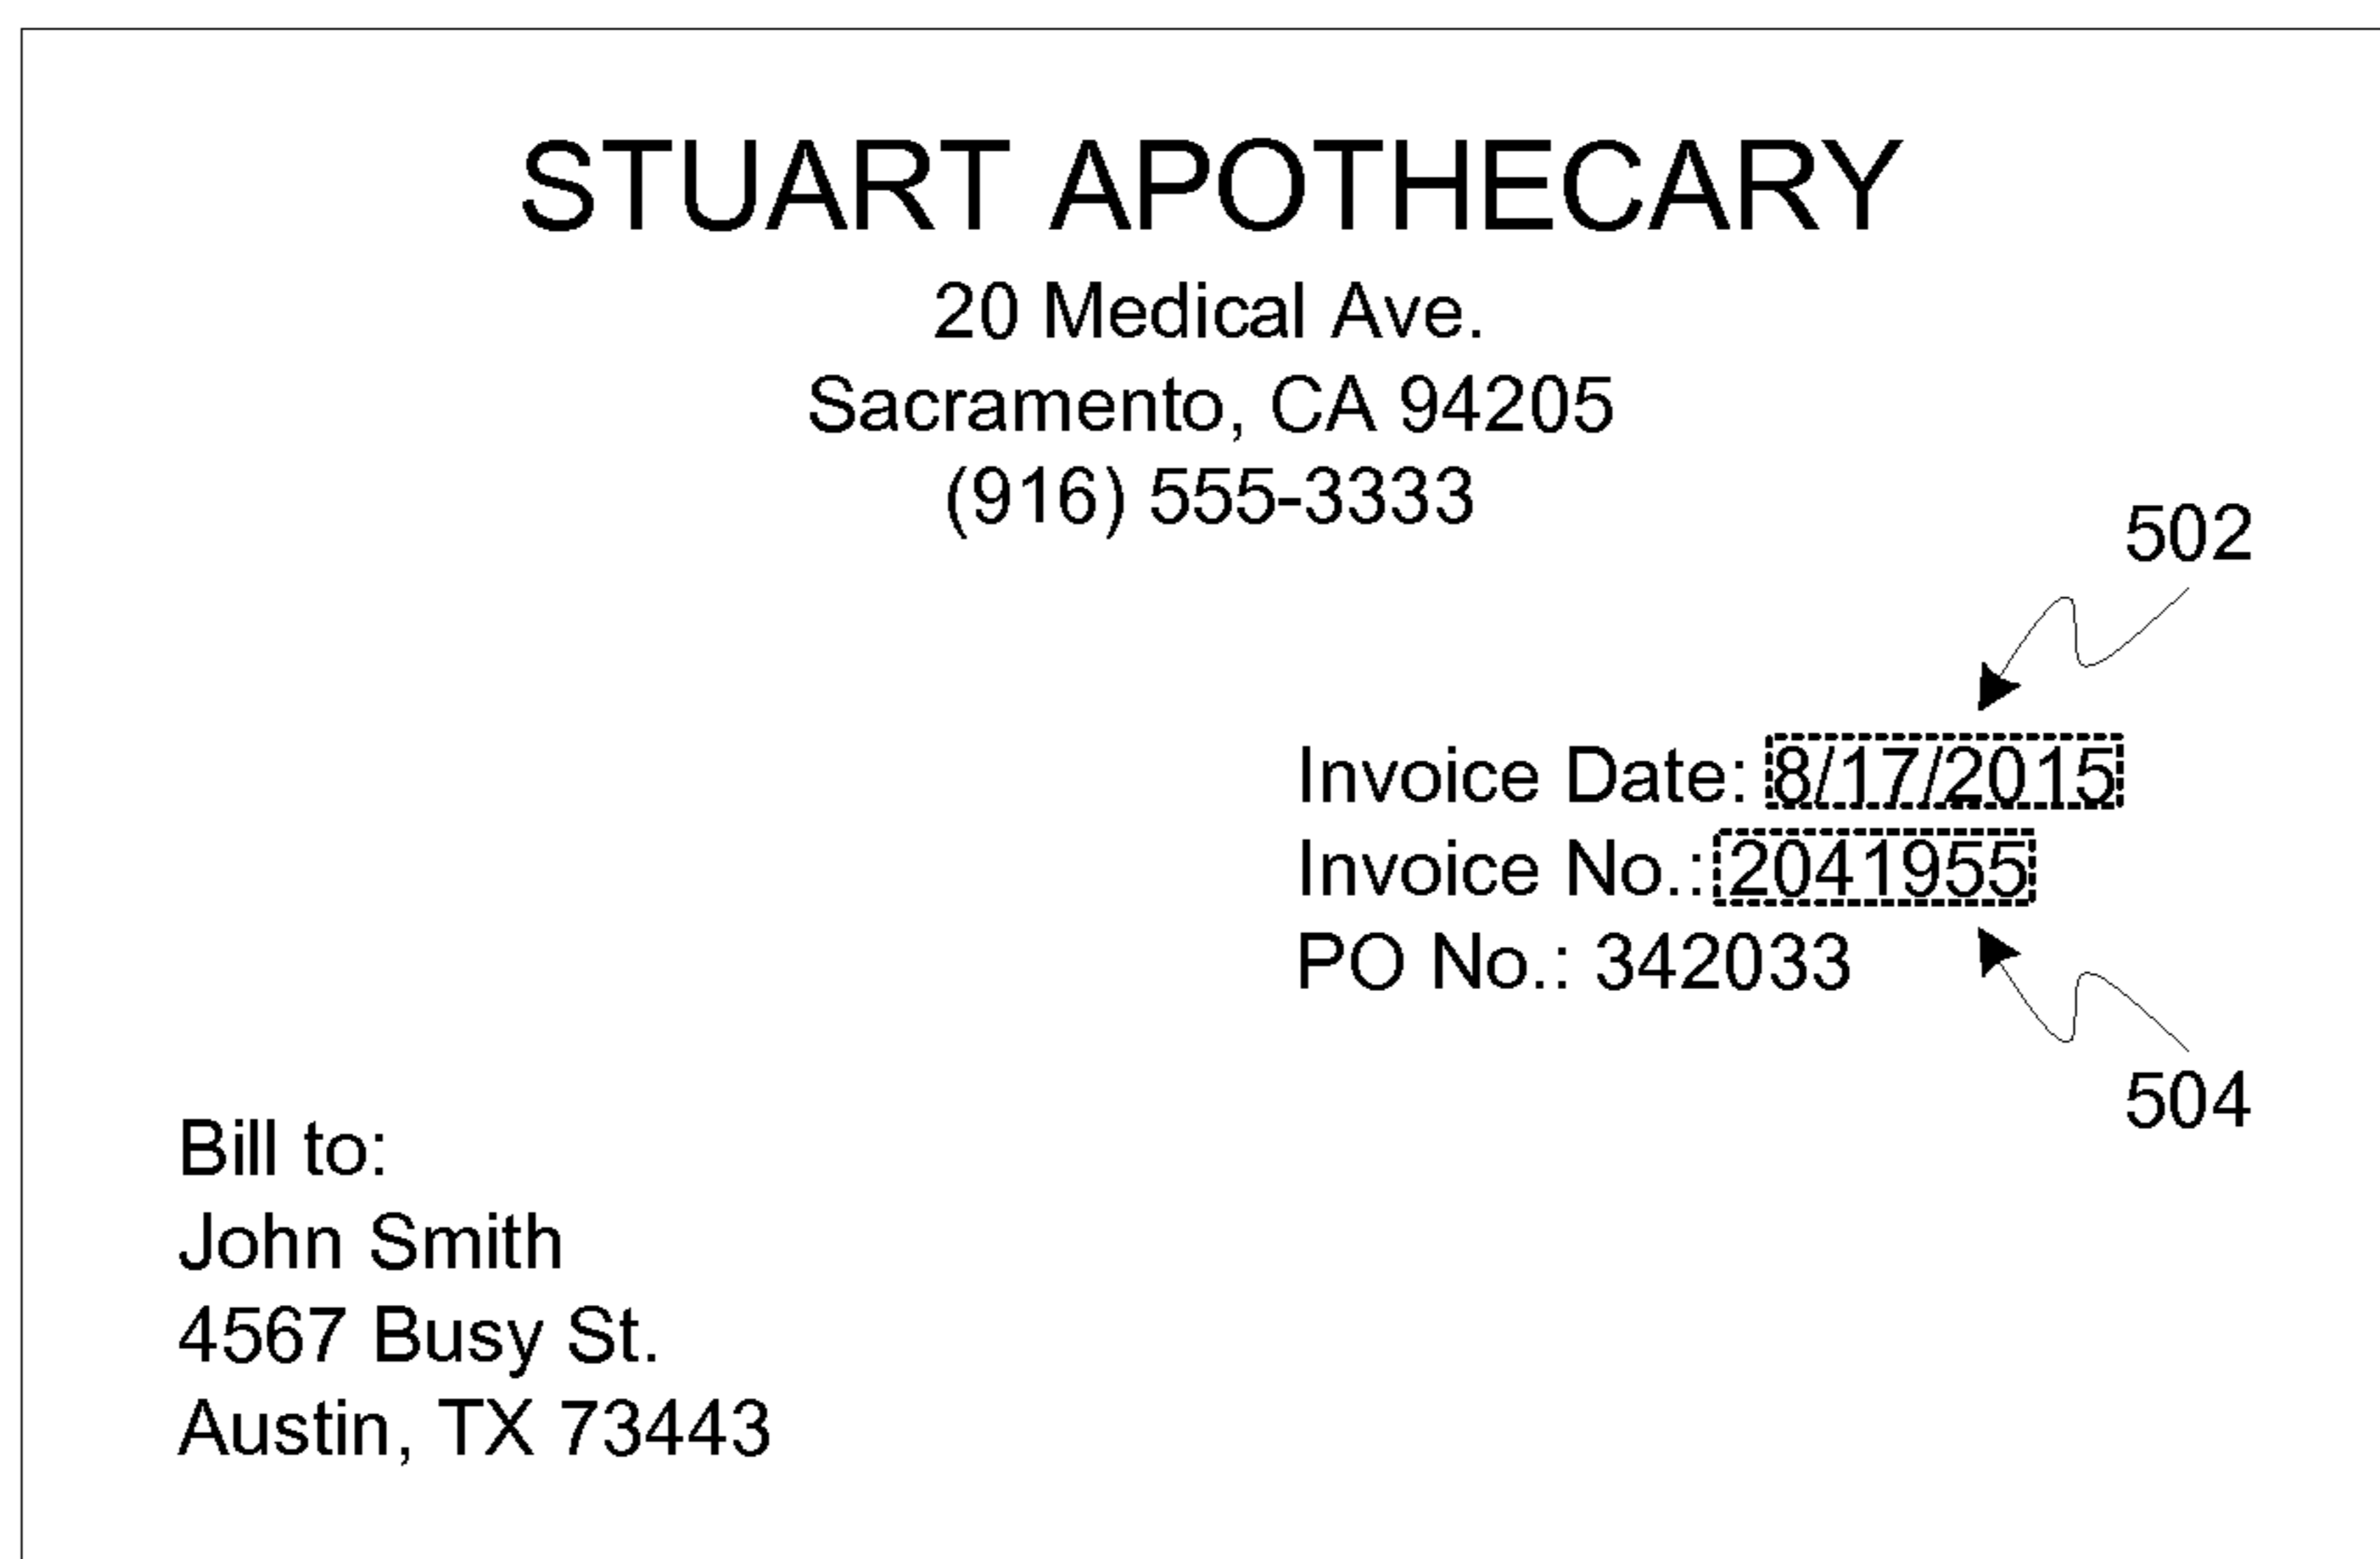 STUART APOTHECARY
20 Medical Ave.
Sacramento, CA 94205
(916) 555-3333
502
Invoice Date: 8/17/2015
Invoice No.: 2041955
PO No.: 342033
504
Bill to:
John Smith
4567 Busy St.
Austin, TX 73443